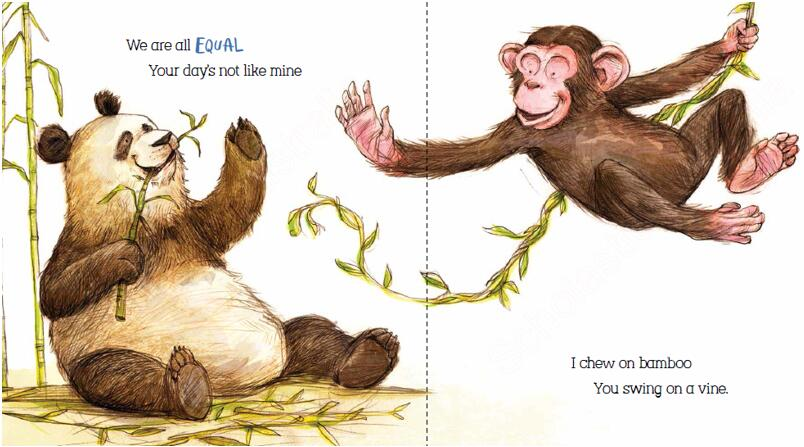 We are all EQUAL
Your day's not like mine
I chew on bamboo
You swing on a vine.